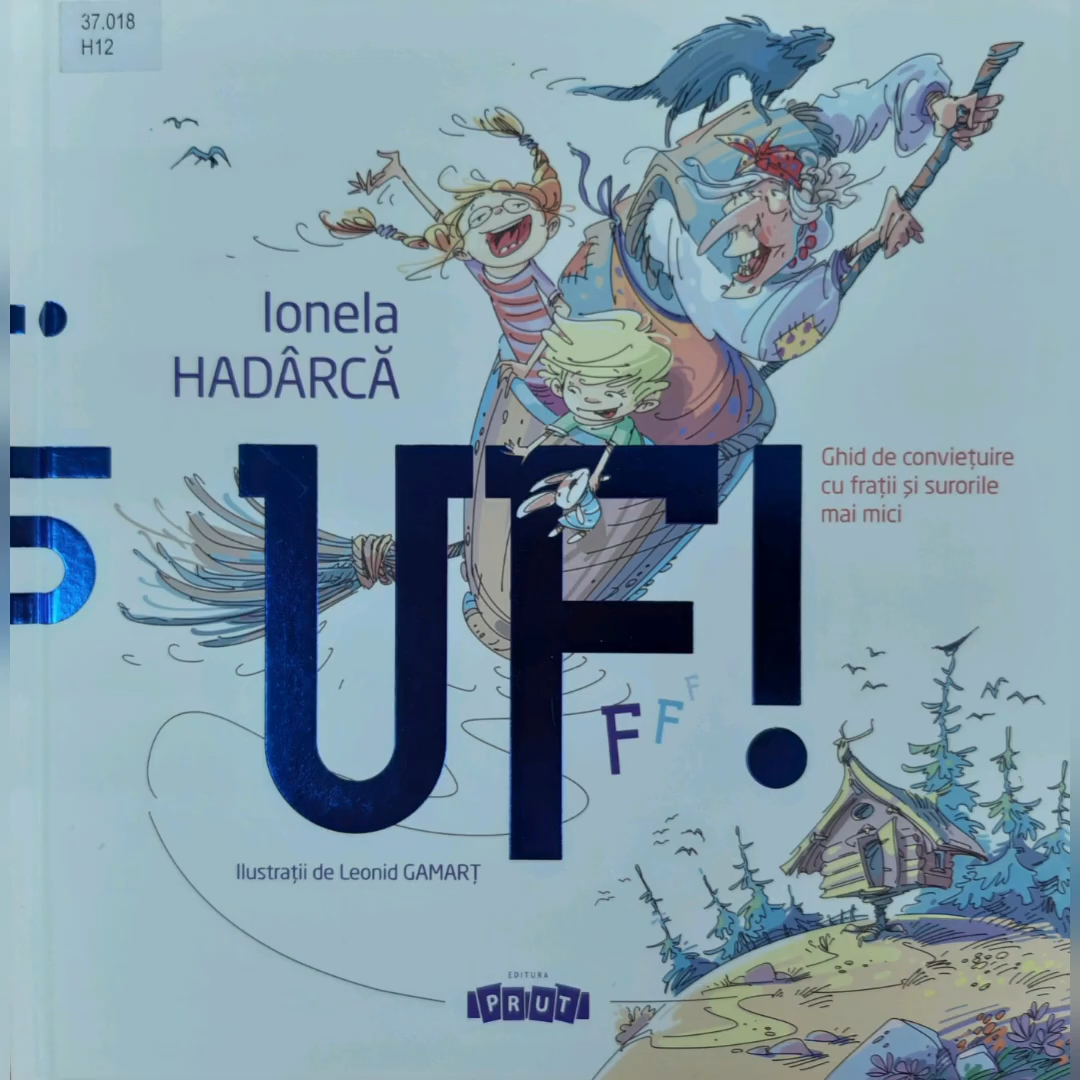 37.018
H12
Ionela
HADÂRCĂ
UF!
F F F
Ghid de conviețuire
cu frații și surorile
mai mici
Ilustrații de Leonid GAMARȚ
EDITURA
PRUT